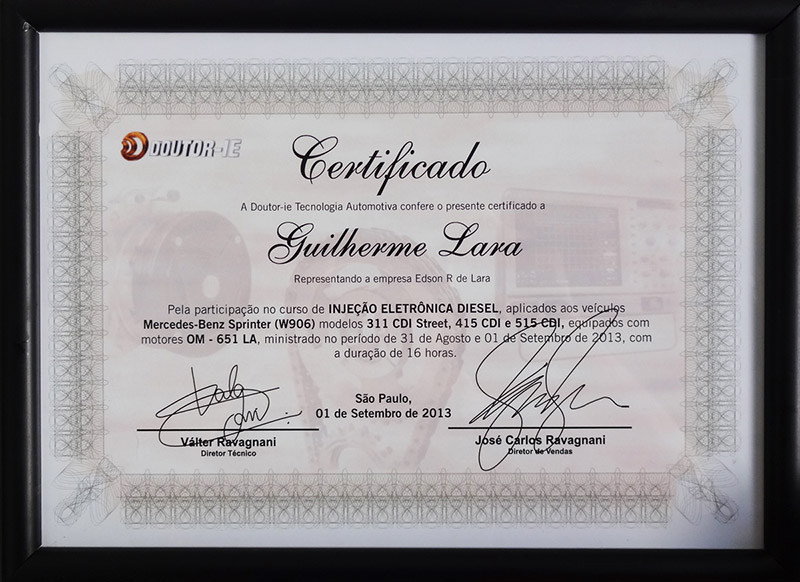 DOUTOR-IE
Certificado
A Doutor-ie Tecnologia Automotiva confere o presente certificado a
Guilherme Lara
Representando a empresa Edson R de Lara
Pela participação no curso de INJEÇÃO ELETRÔNICA DIESEL, aplicados aos veículos
Mercedes-Benz Sprinter (W906) modelos 311 CDI Street, 415 CDI e 515 CDI, equipados com
motores OM - 651 LA, ministrado no período de 31 de Agosto e 01 de Setembro de 2013, com
a duração de 16 horas.
São Paulo,
01 de Setembro de 2013
Válter Ravagnani
Diretor Técnico
José Carlos Ravagnani
Diretor de Vendas